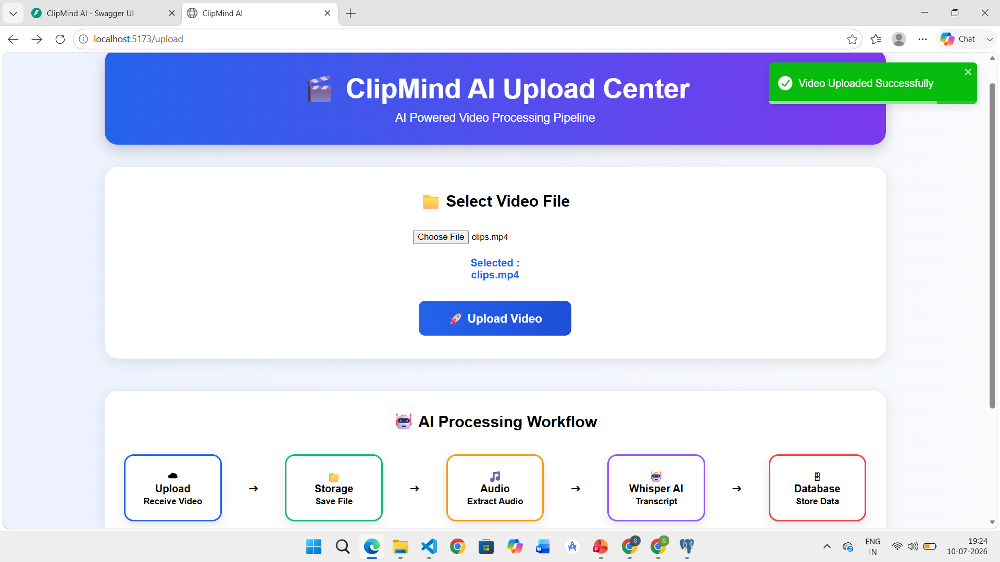 ClipMind AI - Swagger UI
ClipMind AI
localhost:5173/upload
Chat
ClipMind AI Upload Center
AI Powered Video Processing Pipeline
Video Uploaded Successfully
Select Video File
Choose File clips.mp4
Selected :
clips.mp4
Upload Video
AI Processing Workflow
Upload
Receive Video
→
Storage
Save File
→
Audio
Extract Audio
→
Whisper AI
Transcript
→
Database
Store Data
W
P
S
S
ENG
IN
19:24
10-07-2026